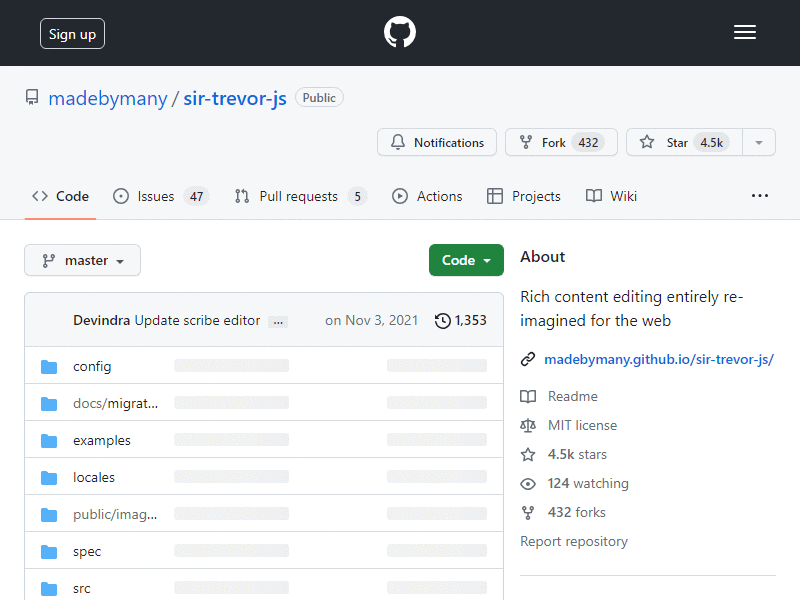 Sign up
madebymany / sir-trevor-js Public
Notifications Fork 432 Star 4.5k
Code Issues 47 Pull requests 5 Actions Projects Wiki
master Code
Devindra Update scribe editor ... on Nov 3, 2021 1,353
config
docs/migrat...
examples
locales
public/imag...
spec
src
About
Rich content editing entirely re-
imagined for the web
madebymany.github.io/sir-trevor-js/
Readme
MIT license
4.5k stars
124 watching
432 forks
Report repository